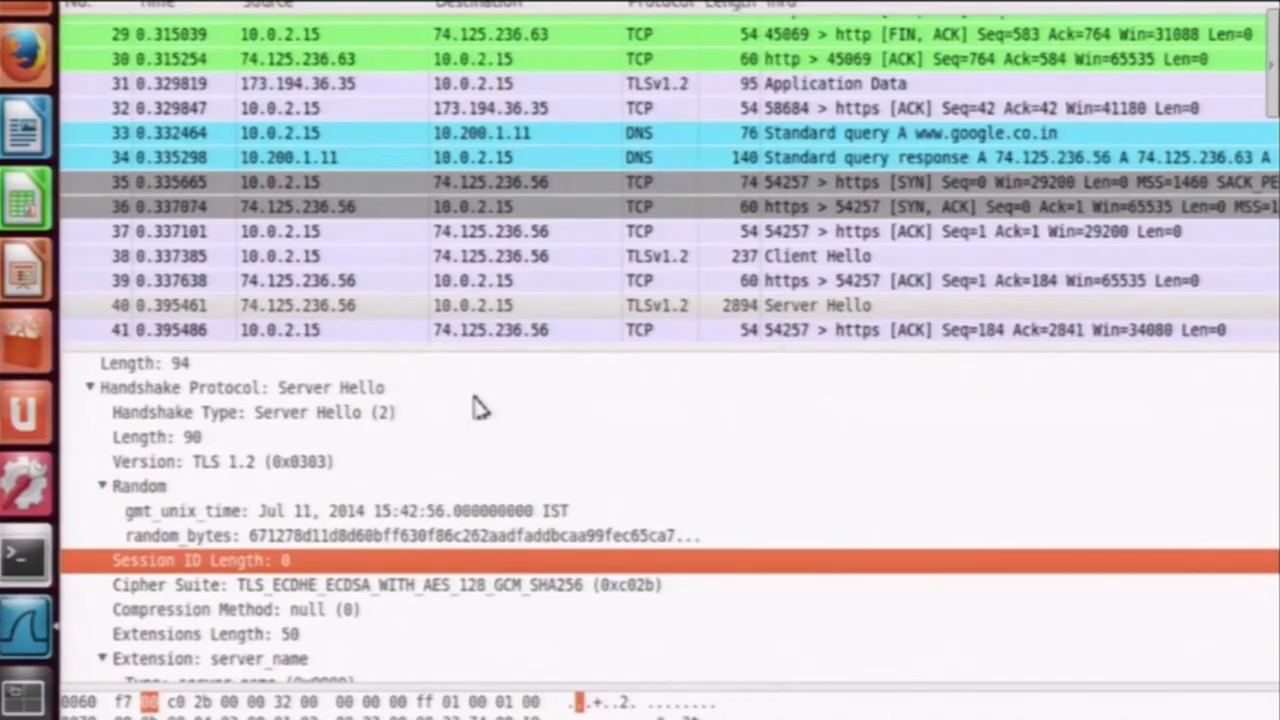 No. Time Source Destination Protocol Length Info
29 0.315039 10.0.2.15 74.125.236.63 TCP 54 45069 > http [FIN, ACK] Seq=583 Ack=764 Win=31088 Len=0
30 0.315254 74.125.236.63 10.0.2.15 TCP 60 http > 45069 [ACK] Seq=764 Ack=584 Win=65535 Len=0
31 0.329819 173.194.36.35 10.0.2.15 TLSv1.2 95 Application Data
32 0.329847 10.0.2.15 173.194.36.35 TCP 54 58684 > https [ACK] Seq=42 Ack=42 Win=41180 Len=0
33 0.332464 10.0.2.15 10.200.1.11 DNS 76 Standard query A www.google.co.in
34 0.335298 10.200.1.11 10.0.2.15 DNS 140 Standard query response A 74.125.236.56 A 74.125.236.63 A
35 0.335665 10.0.2.15 74.125.236.56 TCP 74 54257 > https [SYN] Seq=0 Win=29200 Len=0 MSS=1460 SACK_PE
36 0.337074 74.125.236.56 10.0.2.15 TCP 60 https > 54257 [SYN, ACK] Seq=0 Ack=1 Win=65535 Len=0 MSS=1
37 0.337101 10.0.2.15 74.125.236.56 TCP 54 54257 > https [ACK] Seq=1 Ack=1 Win=29200 Len=0
38 0.337385 10.0.2.15 74.125.236.56 TLSv1.2 237 Client Hello
39 0.337638 74.125.236.56 10.0.2.15 TCP 60 https > 54257 [ACK] Seq=1 Ack=184 Win=65535 Len=0
40 0.395461 74.125.236.56 10.0.2.15 TLSv1.2 2894 Server Hello
41 0.395486 10.0.2.15 74.125.236.56 TCP 54 54257 > https [ACK] Seq=184 Ack=2841 Win=34080 Len=0
Length: 94
Handshake Protocol: Server Hello
Handshake Type: Server Hello (2)
Length: 90
Version: TLS 1.2 (0x0303)
Random
gmt_unix_time: Jul 11, 2014 15:42:56.000000000 IST
random_bytes: 671278d11d8d60bff630f86c262aadfaddbcaa99fec65ca7...
Session ID Length: 0
Cipher Suite: TLS_ECDHE_ECDSA_WITH_AES_128_GCM_SHA256 (0xc02b)
Compression Method: null (0)
Extensions Length: 50
Extension: server_name
Type: server_name (0x0000)
0060 f7 00 c0 2b 00 00 32 00 00 00 00 ff 01 00 01 00 ...+..2. ........